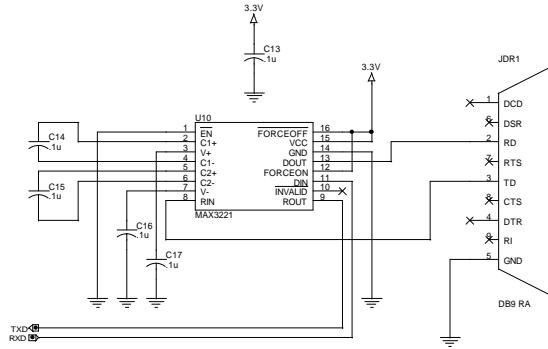 3.3V
C13
.1u
3.3V
JDR1
U10
1 EN FORCEOFF 16
2 C1+ VCC 15
3 V+ GND 14
4 C1- DOUT 13
5 C2+ FORCEON 12
6 C2- DIN 11
7 V- INVALID 10
8 RIN ROUT 9
MAX3221
C14
.1u
C15
.1u
C16
.1u
C17
.1u
1 DCD
6 DSR
2 RD
7 RTS
3 TD
8 CTS
4 DTR
9 RI
5 GND
DB9 RA
TXD
RXD